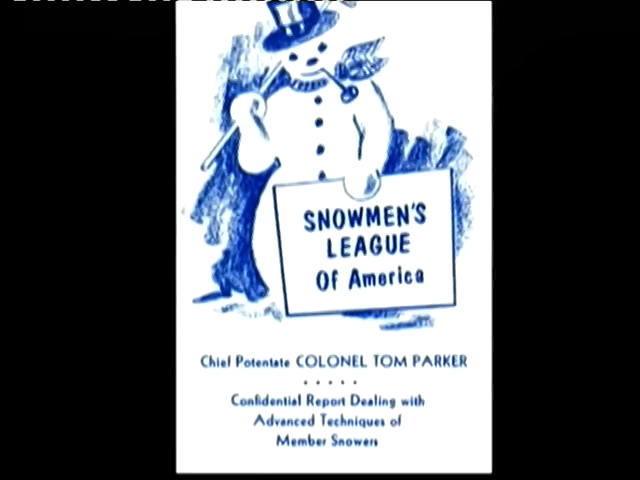 SNOWMEN'S
LEAGUE
Of America
Chief Potentate COLONEL TOM PARKER
Confidential Report Dealing with
Advanced Techniques of
Member Snowers